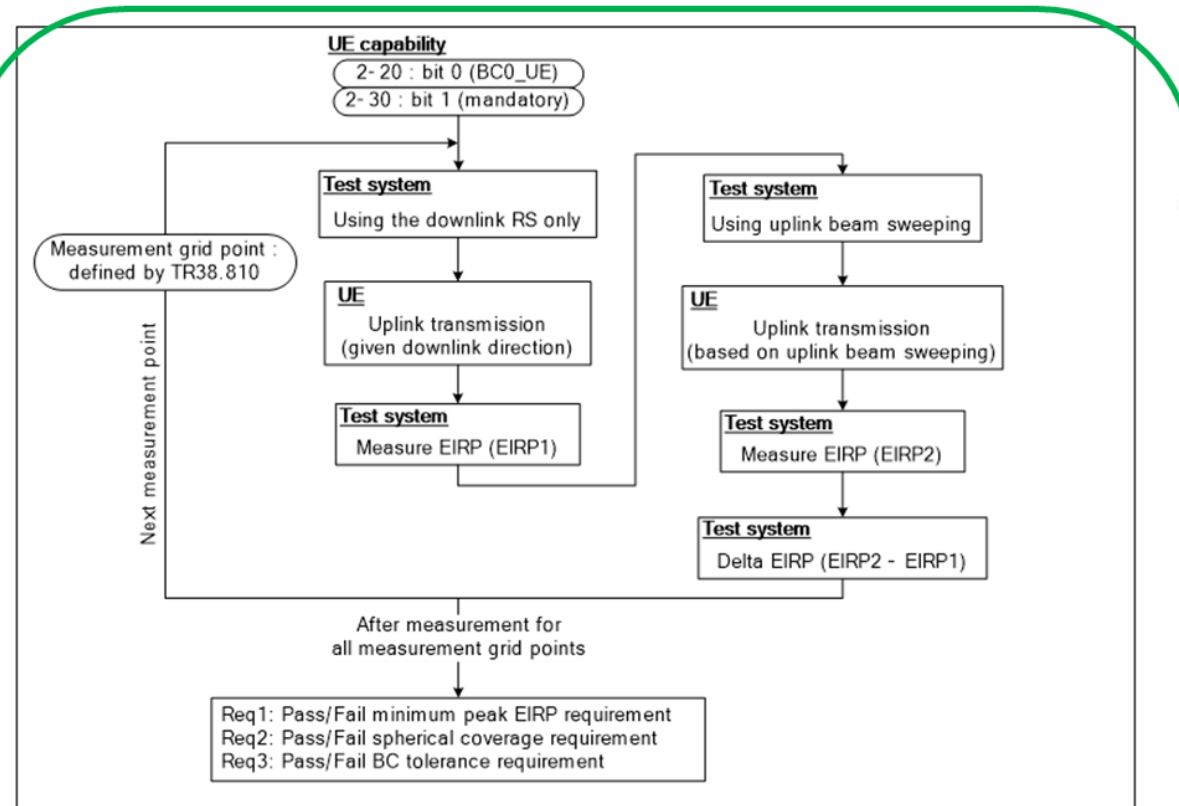 UE capability
2-20 : bit 0 (BC0_UE)
2-30 : bit 1 (mandatory)
Test system
Using the downlink RS only
UE
Uplink transmission
(given downlink direction)
Test system
Measure EIRP (EIRP1)
Test system
Using uplink beam sweeping
UE
Uplink transmission
(based on uplink beam sweeping)
Test system
Measure EIRP (EIRP2)
Test system
Delta EIRP (EIRP2 - EIRP1)
Measurement grid point :
defined by TR38.810
Next measurement point
After measurement for
all measurement grid points
Req1: Pass/Fail minimum peak EIRP requirement
Req2: Pass/Fail spherical coverage requirement
Req3: Pass/Fail BC tolerance requirement